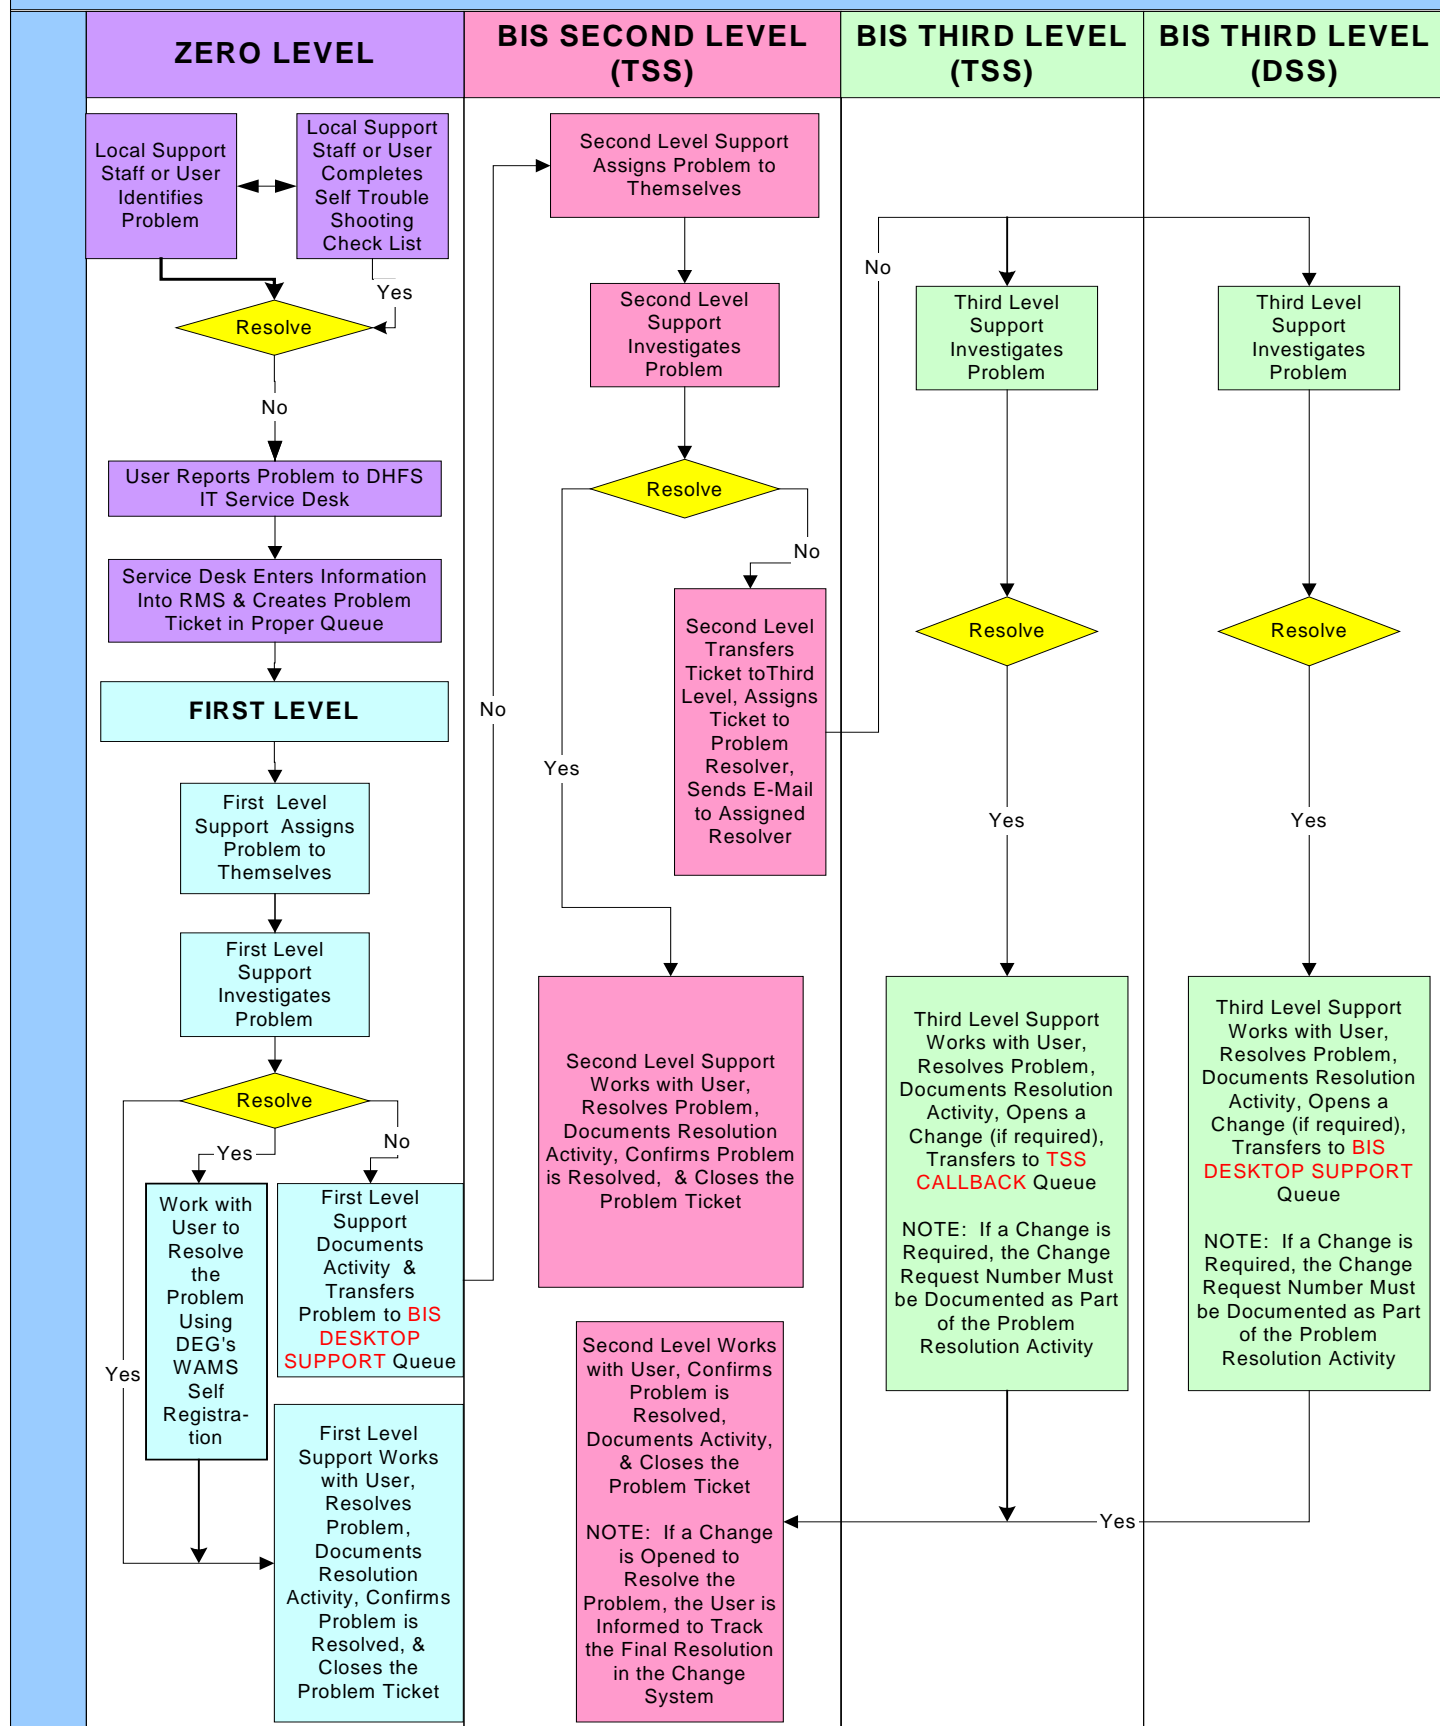 ZERO LEVEL
BIS SECOND LEVEL
(TSS)
BIS THIRD LEVEL
(TSS)
BIS THIRD LEVEL
(DSS)
Local Support
Staff or User
Identifies
Problem
Local Support
Staff or User
Completes
Self Trouble
Shooting
Check List
Yes
Resolve
No
User Reports Problem to DHFS
IT Service Desk
Service Desk Enters Information
Into RMS & Creates Problem
Ticket in Proper Queue
FIRST LEVEL
First Level
Support Assigns
Problem to
Themselves
First Level
Support
Investigates
Problem
Resolve
Yes
No
Yes
Work with
User to
Resolve
the
Problem
Using
DEG's
WAMS
Self
Registra-
tion
First Level
Support
Documents
Activity &
Transfers
Problem to BIS
DESKTOP
SUPPORT Queue
First Level
Support Works
with User,
Resolves
Problem,
Documents
Resolution
Activity, Confirms
Problem is
Resolved, &
Closes the
Problem Ticket
No
Second Level Support
Assigns Problem to
Themselves
Second Level
Support
Investigates
Problem
Resolve
No
Yes
Second Level
Transfers
Ticket toThird
Level, Assigns
Ticket to
Problem
Resolver,
Sends E-Mail
to Assigned
Resolver
Second Level Support
Works with User,
Resolves Problem,
Documents Resolution
Activity, Confirms Problem
is Resolved, & Closes the
Problem Ticket
Second Level Works
with User, Confirms
Problem is
Resolved,
Documents Activity,
& Closes the
Problem Ticket
NOTE: If a Change
is Opened to
Resolve the
Problem, the User is
Informed to Track
the Final Resolution
in the Change
System
No
Third Level
Support
Investigates
Problem
Resolve
Yes
Third Level Support
Works with User,
Resolves Problem,
Documents Resolution
Activity, Opens a
Change (if required),
Transfers to TSS
CALLBACK Queue
NOTE: If a Change is
Required, the Change
Request Number Must
be Documented as Part
of the Problem
Resolution Activity
Third Level
Support
Investigates
Problem
Resolve
Yes
Third Level Support
Works with User,
Resolves Problem,
Documents Resolution
Activity, Opens a
Change (if required),
Transfers to BIS
DESKTOP SUPPORT
Queue
NOTE: If a Change is
Required, the Change
Request Number Must
be Documented as Part
of the Problem
Resolution Activity
Yes